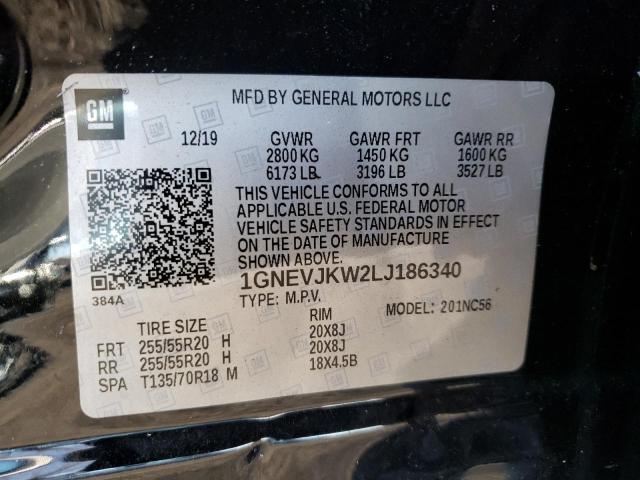 GM
MFD BY GENERAL MOTORS LLC
12/19 GVWR GAWR FRT GAWR RR
2800 KG 1450 KG 1600 KG
6173 LB 3196 LB 3527 LB
THIS VEHICLE CONFORMS TO ALL
APPLICABLE U.S. FEDERAL MOTOR
VEHICLE SAFETY STANDARDS IN EFFECT
ON THE DATE OF MANUFACTURE
SHOWN ABOVE.
384A 1GNEVJKW2LJ186340
TYPE: M.P.V. MODEL: 201NC56
TIRE SIZE RIM
FRT 255/55R20 H 20X8J
RR 255/55R20 H 20X8J
SPA T135/70R18 M 18X4.5B